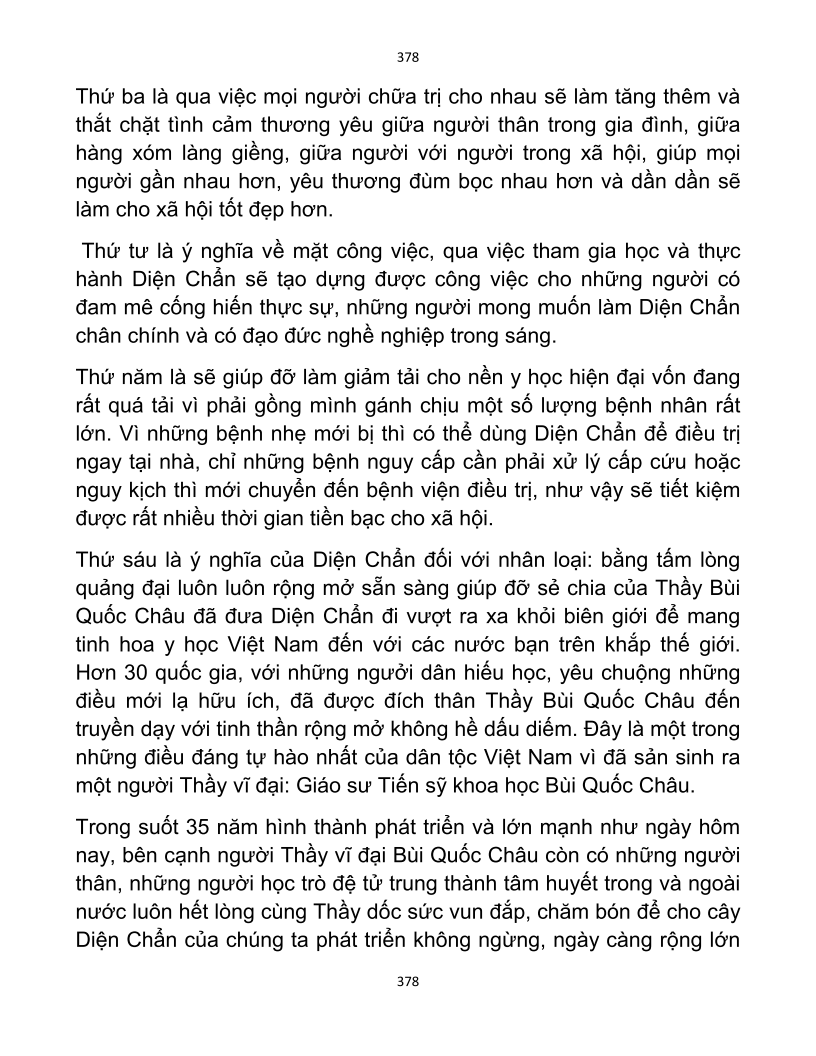 378
Thứ ba là qua việc mọi người chữa trị cho nhau sẽ làm tăng thêm và
thắt chặt tình cảm thương yêu giữa người thân trong gia đình, giữa
hàng xóm làng giềng, giữa người với người trong xã hội, giúp mọi
người gần nhau hơn, yêu thương đùm bọc nhau hơn và dần dần sẽ
làm cho xã hội tốt đẹp hơn.
Thứ tư là ý nghĩa về mặt công việc, qua việc tham gia học và thực
hành Diện Chẩn sẽ tạo dựng được công việc cho những người có
đam mê cống hiến thực sự, những người mong muốn làm Diện Chẩn
chân chính và có đạo đức nghề nghiệp trong sáng.
Thứ năm là sẽ giúp đỡ làm giảm tải cho nền y học hiện đại vốn đang
rất quá tải vì phải gồng mình gánh chịu một số lượng bệnh nhân rất
lớn. Vì những bệnh nhẹ mới bị thì có thể dùng Diện Chẩn để điều trị
ngay tại nhà, chỉ những bệnh nguy cấp cần phải xử lý cấp cứu hoặc
nguy kịch thì mới chuyển đến bệnh viện điều trị, như vậy sẽ tiết kiệm
được rất nhiều thời gian tiền bạc cho xã hội.
Thứ sáu là ý nghĩa của Diện Chẩn đối với nhân loại: bằng tấm lòng
quảng đại luôn luôn rộng mở sẵn sàng giúp đỡ sẻ chia của Thầy Bùi
Quốc Châu đã đưa Diện Chẩn đi vượt ra xa khỏi biên giới để mang
tinh hoa y học Việt Nam đến với các nước bạn trên khắp thế giới.
Hơn 30 quốc gia, với những ngưởi dân hiếu học, yêu chuộng những
điều mới lạ hữu ích, đã được đích thân Thầy Bùi Quốc Châu đến
truyền dạy với tinh thần rộng mở không hề dấu diếm. Đây là một trong
những điều đáng tự hào nhất của dân tộc Việt Nam vì đã sản sinh ra
một người Thầy vĩ đại: Giáo sư Tiến sỹ khoa học Bùi Quốc Châu.
Trong suốt 35 năm hình thành phát triển và lớn mạnh như ngày hôm
nay, bên cạnh người Thầy vĩ đại Bùi Quốc Châu còn có những người
thân, những người học trò đệ tử trung thành tâm huyết trong và ngoài
nước luôn hết lòng cùng Thầy dốc sức vun đắp, chăm bón để cho cây
Diện Chẩn của chúng ta phát triển không ngừng, ngày càng rộng lớn
378